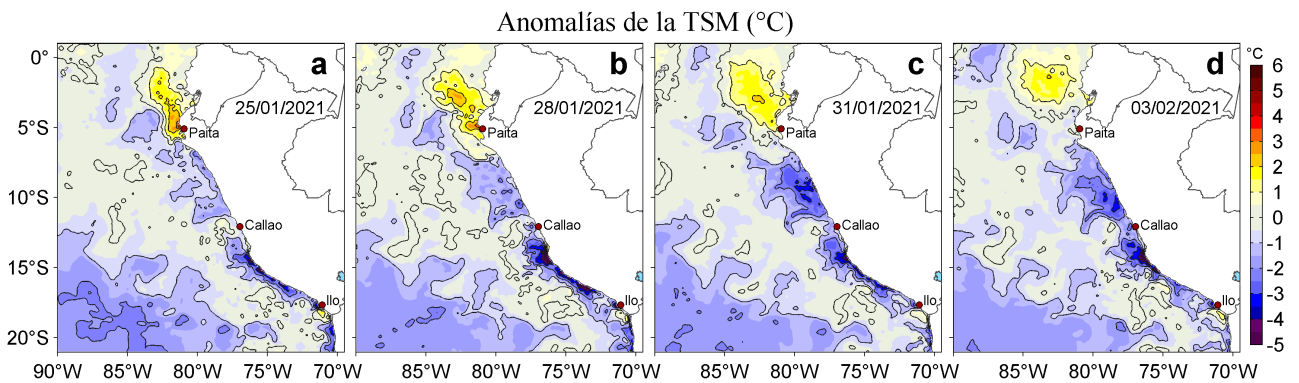 Anomalías de la TSM (°C)
a b c d
25/01/2021 28/01/2021 31/01/2021 03/02/2021
Paita Paita Paita Paita
Callao Callao Callao Callao
Ilo Ilo Ilo Ilo
0°
5°S
10°S
15°S
20°S
90°W 85°W 80°W 75°W 70°W 85°W 80°W 75°W 70°W 85°W 80°W 75°W 70°W 85°W 80°W 75°W 70°W
°C
6
5
4
3
2
1
0
-1
-2
-3
-4
-5